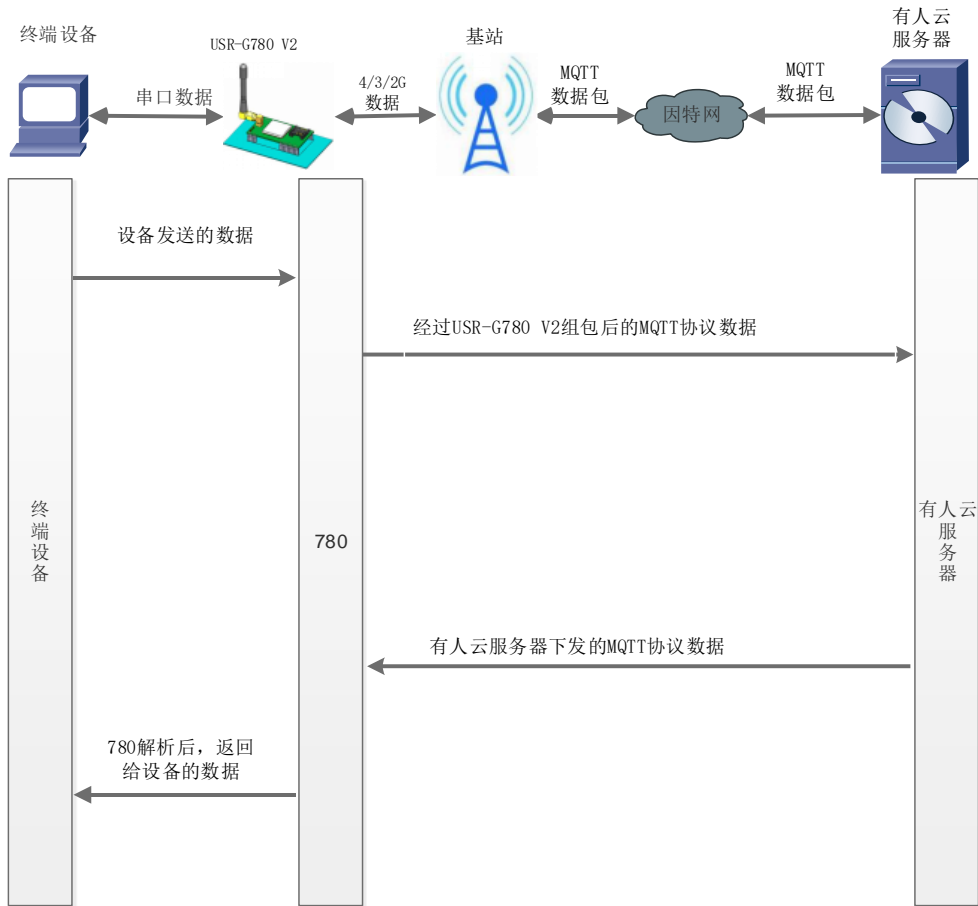 终端设备
USR-G780 V2
基站
有人云
服务器
串口数据
4/3/2G
数据
MQTT
数据包
因特网
MQTT
数据包
设备发送的数据
经过USR-G780 V2组包后的MQTT协议数据
终
端
设
备
780
有人云
服
务
器
有人云服务器下发的MQTT协议数据
780解析后，返回
给设备的数据